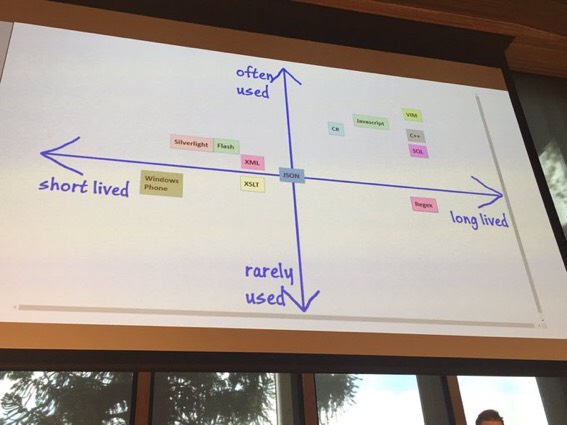 often
used
VIM
Javascript
C#
C++
SQL
Silverlight
Flash
XML
JSON
XSLT
Windows
Phone
short lived
Regex
long lived
rarely
used